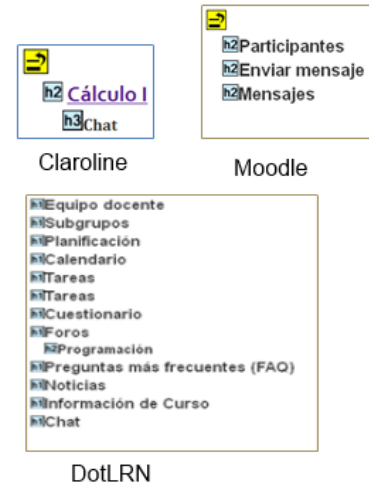 h2 Cálculo I
h3 Chat
Claroline
h2 Participantes
h2 Enviar mensaje
h2 Mensajes
Moodle
h1 Equipo docente
h1 Subgrupos
h1 Planificación
h1 Calendario
h1 Tareas
h1 Tareas
h1 Cuestionario
h1 Foros
h2 Programación
h1 Preguntas más frecuentes (FAQ)
h1 Noticias
h1 Información de Curso
h1 Chat
DotLRN